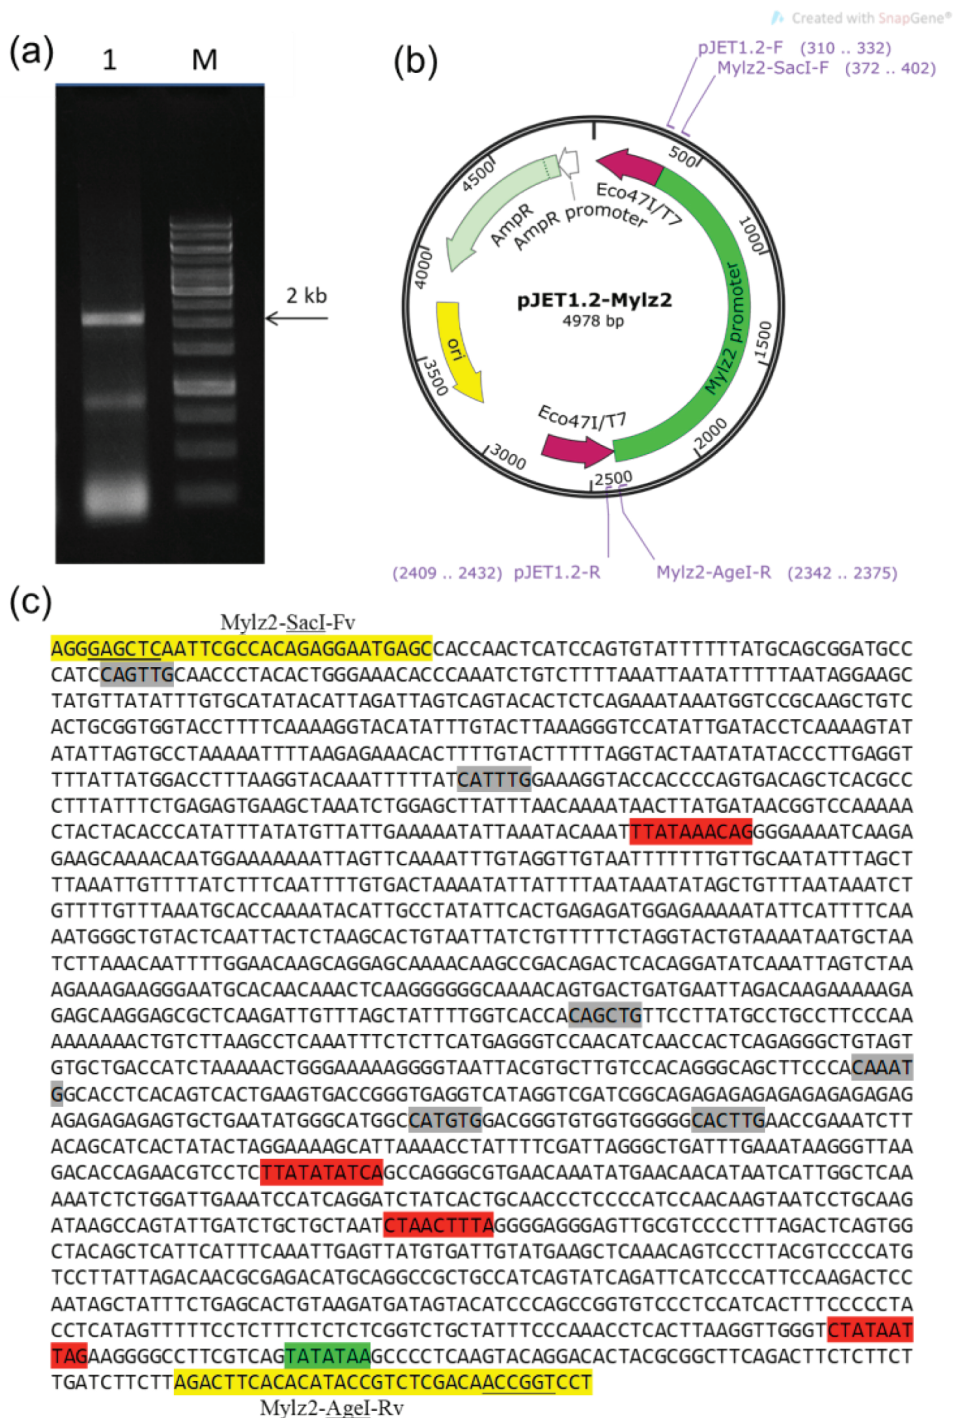 Created with SnapGene®
(a)
1 M
2 kb
(b)
pJET1.2-F (310 .. 332)
Mylz2-SacI-F (372 .. 402)
500
1000
1500
2000
2500
3000
3500
4000
4500
Eco47I/T7
AmpR promoter
AmpR
pJET1.2-Mylz2
4978 bp
Mylz2 promoter
ori
Eco47I/T7
(2409 .. 2432) pJET1.2-R
Mylz2-AgeI-R (2342 .. 2375)
(c)
Mylz2-SacI-Fv
AGGGAGCTCAATTCGCCACAGAGGAATGAGCCACCAACTCATCCAGTGTATTTTTTATGCAGCGGATGCC
CATCCAGTTGCAACCCTACACTGGGAAACACCCAAATCTGTCTTTTAAATTAATATTTTTAATAGGAAGC
TATGTTATATTTGTGCATATACATTAGATTAGTCAGTACACTCTCAGAAATAAATGGTCCGCAAGCTGTC
ACTGCGGTGGTACCTTTTCAAAAGGTACATATTTGTACTTAAAGGGTCCATATTGATACCTCAAAAGTAT
ATATTAGTGCCTAAAAATTTTAAGAGAAACACTTTTGTACTTTTTAGGTACTAATATATACCCTTGAGGT
TTTATTATGGACCTTTAAGGTACAAATTTTTATCATTTGGAAAGGTACCACCCCAGTGACAGCTCACGCC
CTTTATTTCTGAGAGTGAAGCTAAATCTGGAGCTTATTTAACAAAATAACTTATGATAACGGTCCAAAAA
CTACTACACCCATATTTATATGTTATTGAAAAATATTAAATACAAATTTATAAACAGGGGAAAATCAAGA
GAAGCAAAACAATGGAAAAAAATTAGTTCAAAATTTGTAGGTTGTAATTTTTTTGTTGCAATATTTAGCT
TTAAATTGTTTTATCTTTCAATTTTGTGACTAAAATATTATTTTAATAAATATAGCTGTTTAATAAATCT
GTTTTGTTTAAATGCACCAAAATACATTGCCTATATTCACTGAGAGATGGAGAAAAATATTCATTTTCAA
AATGGGCTGTACTCAATTACTCTAAGCACTGTAATTATCTGTTTTTCTAGGTACTGTAAAATAATGCTAA
TCTTAAACAATTTTGGAACAAGCAGGAGCAAAACAAGCCGACAGACTCACAGGATATCAAATTAGTCTAA
AGAAAGAAGGGAATGCACAACAAACTCAAGGGGGGCAAAACAGTGACTGATGAATTAGACAAGAAAAAGA
GAGCAAGGAGCGCTCAAGATTGTTTAGCTATTTTGGTCACCACAGCTGTTCCTTATGCCTGCCTTCCCAA
AAAAAAACTGTCTTAAGCCTCAAATTTCTCTTCATGAGGGTCCAACATCAACCACTCAGAGGGCTGTAGT
GTGCTGACCATCTAAAAACTGGGAAAAAGGGGTAATTACGTGCTTGTCCACAGGGCAGCTTCCCACAAAT
GGCACCTCACAGTCACTGAAGTGACCGGGTGAGGTCATAGGTCGATCGGCAGAGAGAGAGAGAGAGAGAG
AGAGAGAGAGTGCTGAATATGGGCATGGCCATGTGGACGGGTGTGGTGGGGGCACTTGAACCGAAATCTT
ACAGCATCACTATACTAGGAAAAGCATTAAAACCTATTTTCGATTAGGGCTGATTTGAAATAAGGGTTAA
GACACCAGAACGTCCTCTTATATATCAGCCAGGGCGTGAACAAATATGAACAACATAATCATTGGCTCAA
AAATCTCTGGATTGAAATCCATCAGGATCTATCACTGCAACCCTCCCCATCCAACAAGTAATCCTGCAAG
ATAAGCCAGTATTGATCTGCTGCTAATCTAACTTTAGGGGAGGGAGTTGCGTCCCCTTTAGACTCAGTGG
CTACAGCTCATTCATTTCAAATTGAGTTATGTGATTGTATGAAGCTCAAACAGTCCCTTACGTCCCCATG
TCCTTATTAGACAACGCGAGACATGCAGGCCGCTGCCATCAGTATCAGATTCATCCCATTCCAAGACTCC
AATAGCTATTTCTGAGCACTGTAAGATGATAGTACATCCCAGCCGGTGTCCCTCCATCACTTTCCCCCTA
CCTCATAGTTTTTCCTCTTTCTCTCTCGGTCTGCTATTTCCCAAACCTCACTTAAGGTTGGGTCTATAAT
TAGAAGGGGCCTTCGTCAGTATATAAGCCCCTCAAGTACAGGACACTACGCGGCTTCAGACTTCTCTTCT
TGATCTTCTTAGACTTCACACATACCGTCTCGACAACCGGTCCT
Mylz2-AgeI-Rv